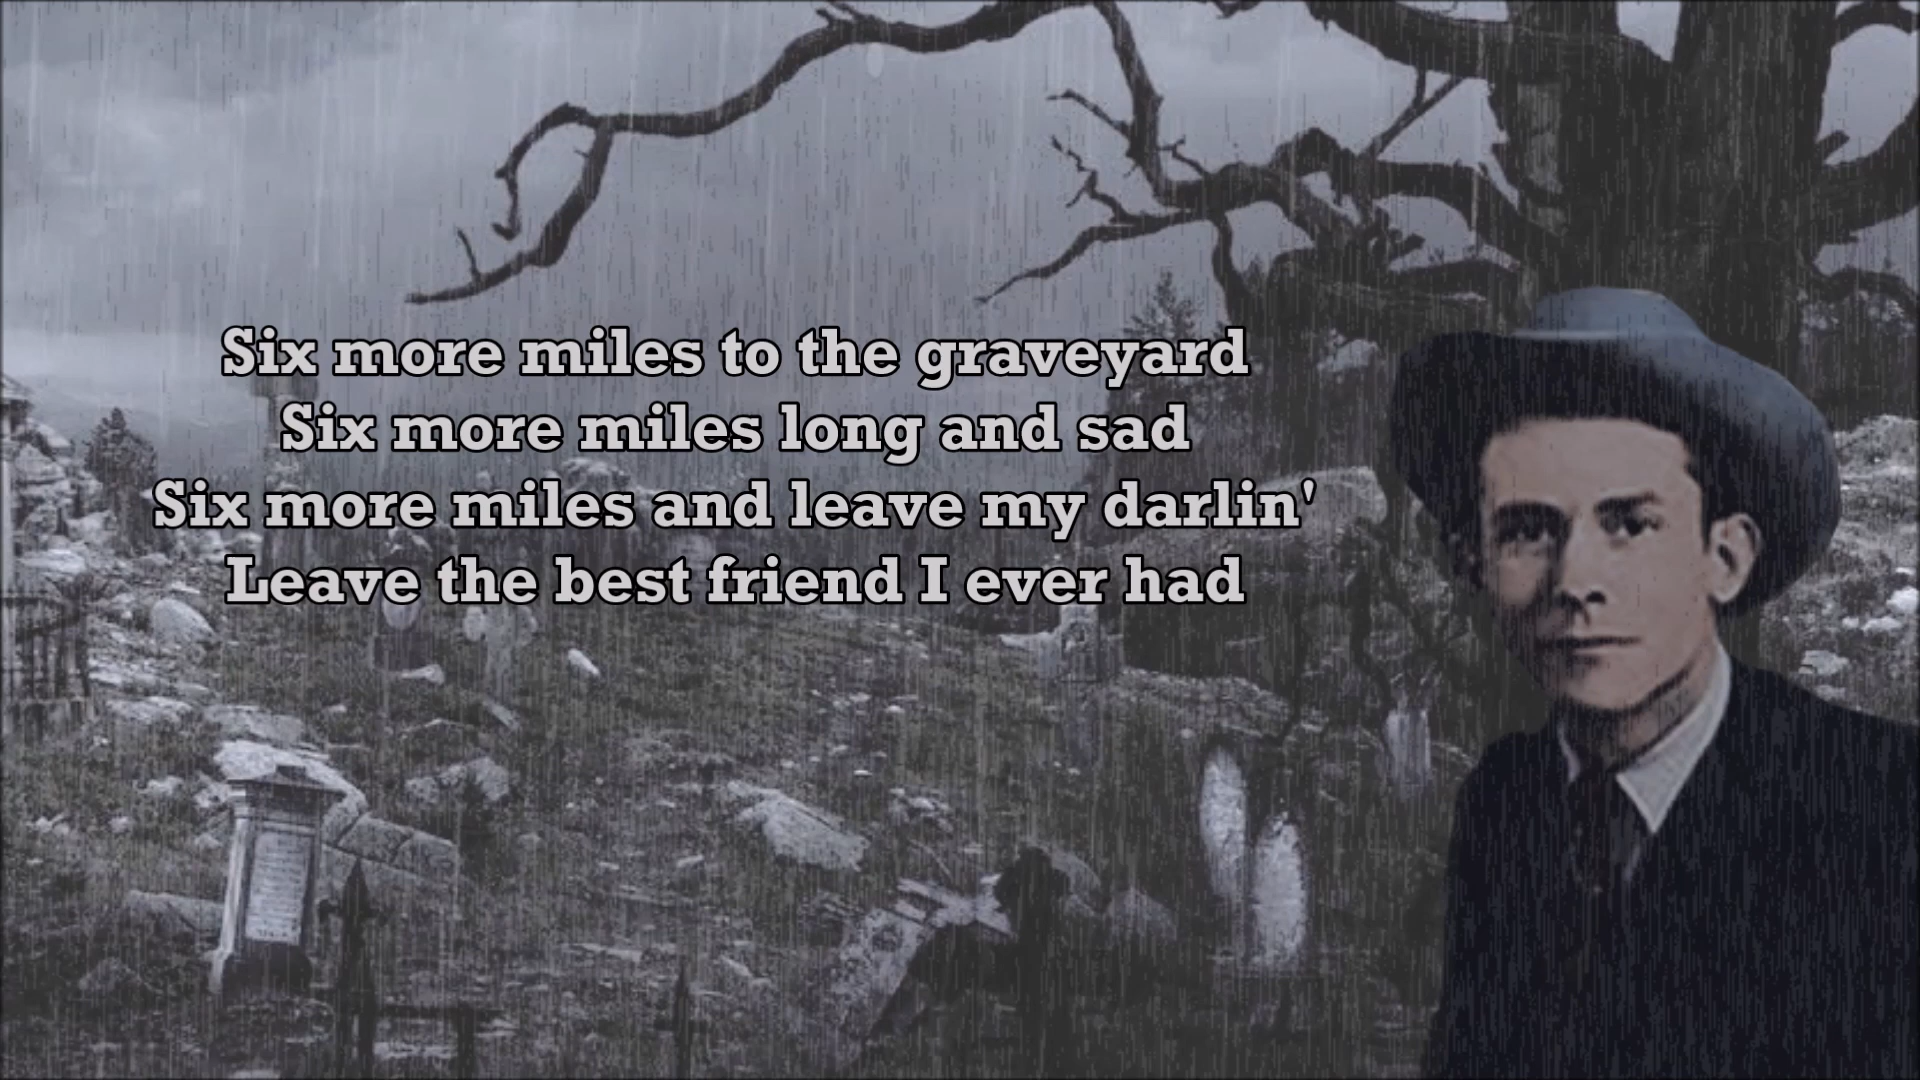 Six more miles to the graveyard
Six more miles long and sad
Six more miles and leave my darlin'
Leave the best friend I ever had